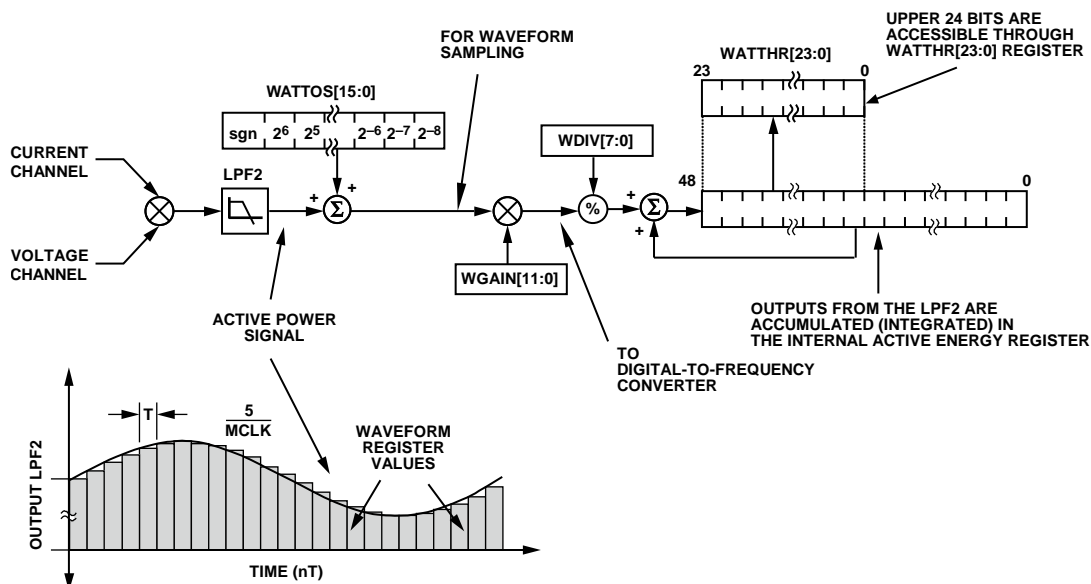 FOR WAVEFORM
SAMPLING
UPPER 24 BITS ARE
ACCESSIBLE THROUGH
WATTHR[23:0] REGISTER
WATTHR[23:0]
23
0
WATTOS[15:0]
sgn 2⁶ 2⁵ 2⁻⁶ 2⁻⁷ 2⁻⁸
WDIV[7:0]
CURRENT
CHANNEL
LPF2
48
0
+
+
Σ
%
+
+
Σ
VOLTAGE
CHANNEL
WGAIN[11:0]
ACTIVE POWER
SIGNAL
TO
DIGITAL-TO-FREQUENCY
CONVERTER
OUTPUTS FROM THE LPF2 ARE
ACCUMULATED (INTEGRATED) IN
THE INTERNAL ACTIVE ENERGY REGISTER
OUTPUT LPF2
T
5
MCLK
WAVEFORM
REGISTER
VALUES
TIME (nT)